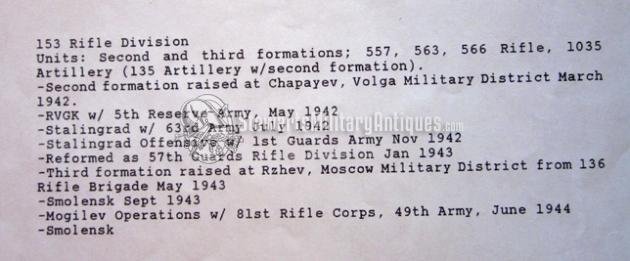 153 Rifle Division
Units: Second and third formations; 557, 563, 566 Rifle, 1035
Artillery (135 Artillery w/second formation).
-Second formation raised at Chapayev, Volga Military District March
1942.
-RVGK w/ 5th Reserve Army, May 1942
-Stalingrad w/ 63rd Army July 1942
-Stalingrad Offensive w/ 1st Guards Army Nov 1942
-Reformed as 57th Guards Rifle Division Jan 1943
-Third formation raised at Rzhev, Moscow Military District from 136
Rifle Brigade May 1943
-Smolensk Sept 1943
-Mogilev Operations w/ 81st Rifle Corps, 49th Army, June 1944
-Smolensk